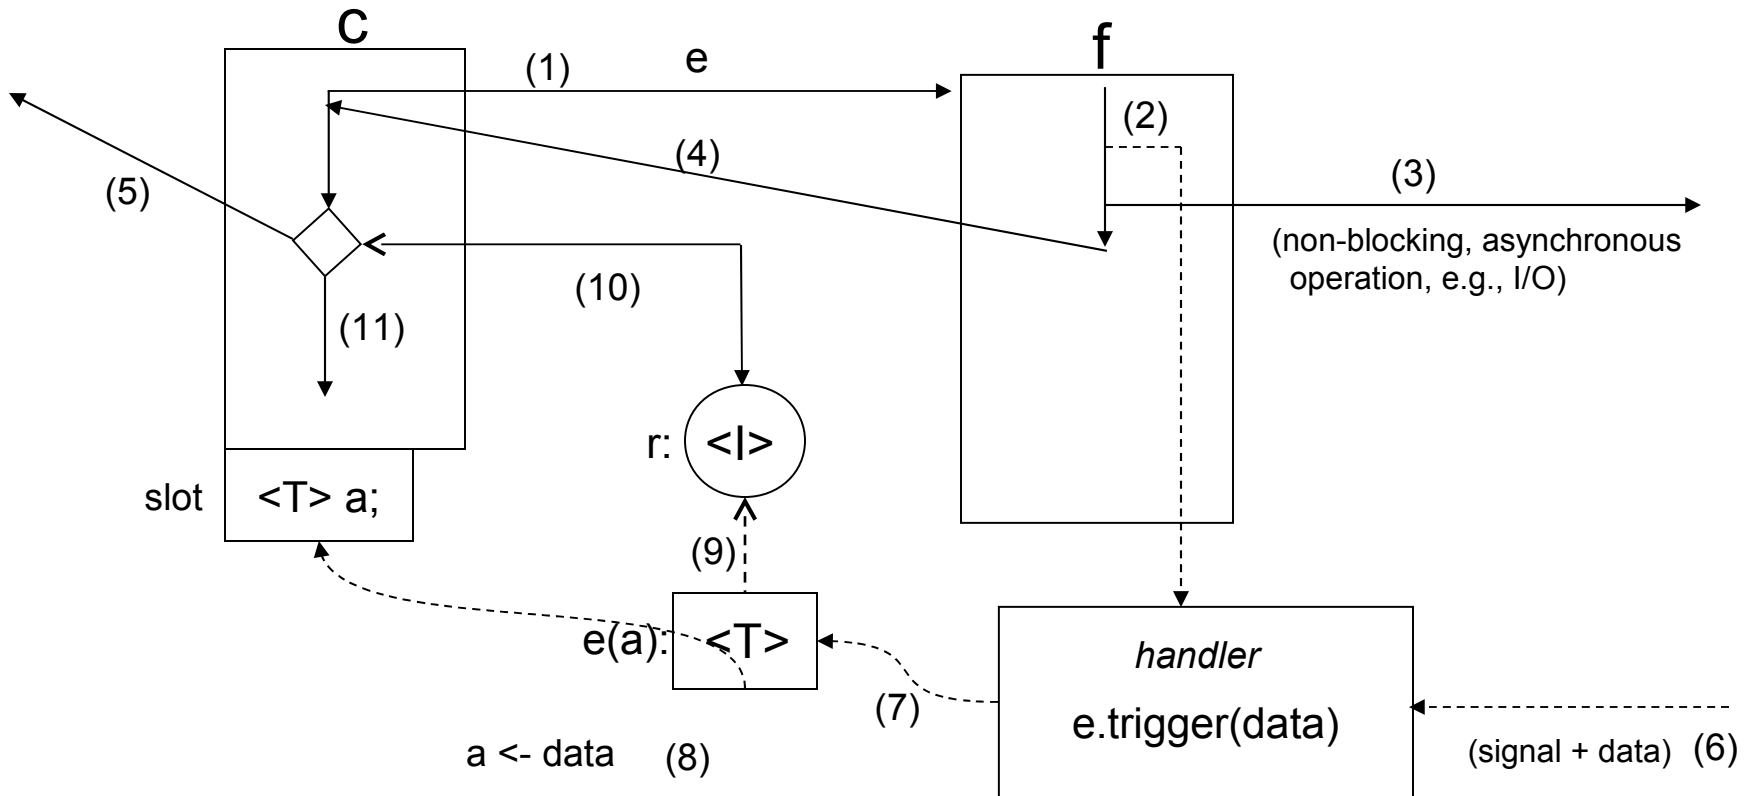 c
f
(1)
e
(2)
(4)
(3)
(5)
(non-blocking, asynchronous
operation, e.g., I/O)
(10)
(11)
r:
<I>
slot
<T> a;
(9)
e(a):
<T>
handler
(7)
e.trigger(data)
a <- data
(8)
(signal + data)
(6)